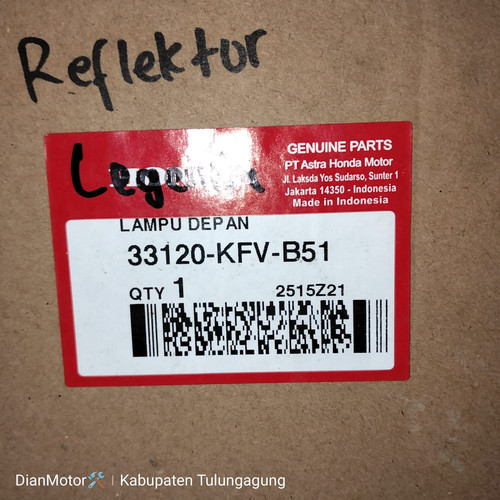 Reflektor
GENUINE PARTS
PT Astra Honda Motor
Jl. Laksda Yos Sudarso, Sunter 1
Jakarta 14350 - Indonesia
Made in Indonesia
LAMPU DEPAN
33120-KFV-B51
QTY 1 2515Z21
DianMotor🛠️ | Kabupaten Tulungagung